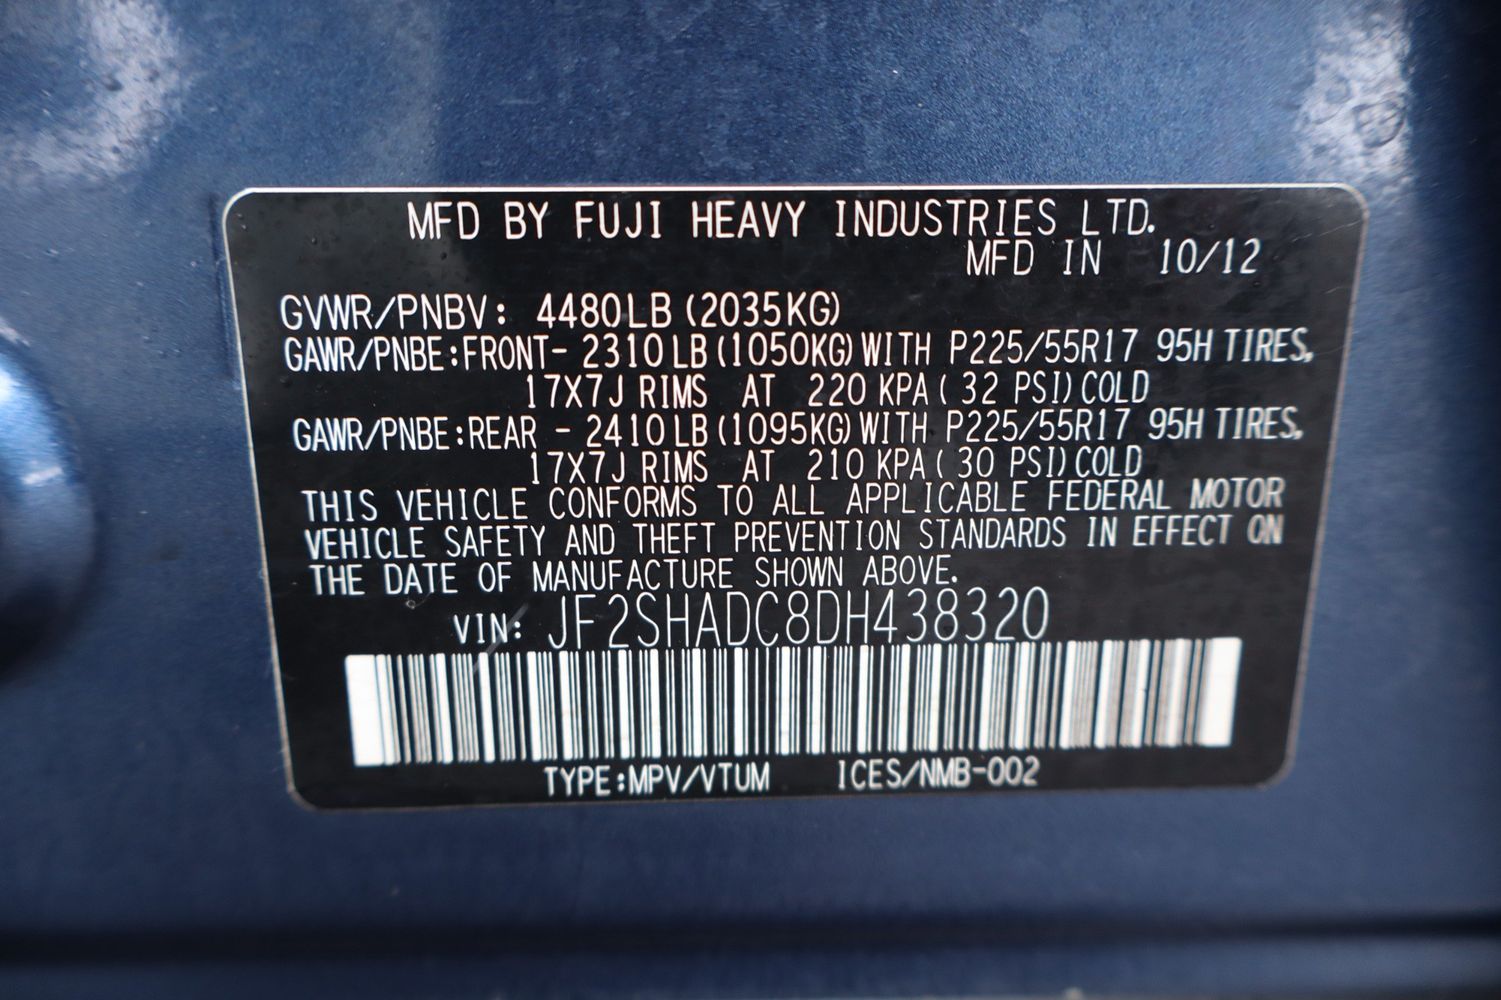 MFD BY FUJI HEAVY INDUSTRIES LTD.
MFD IN 10/12
GVWR/PNBV: 4480LB (2035KG)
GAWR/PNBE:FRONT- 2310LB (1050KG) WITH P225/55R17 95H TIRES,
17X7J RIMS AT 220 KPA ( 32 PSI) COLD
GAWR/PNBE:REAR - 2410LB (1095KG) WITH P225/55R17 95H TIRES,
17X7J RIMS AT 210 KPA ( 30 PSI) COLD
THIS VEHICLE CONFORMS TO ALL APPLICABLE FEDERAL MOTOR
VEHICLE SAFETY AND THEFT PREVENTION STANDARDS IN EFFECT ON
THE DATE OF MANUFACTURE SHOWN ABOVE.
VIN: JF2SHADC8DH438320
TYPE:MPV/VTUM ICES/NMB-002